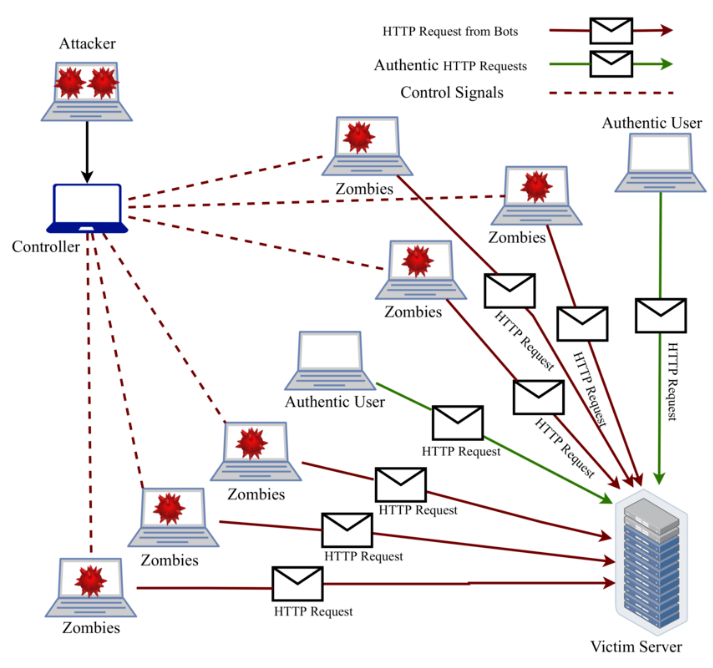 Attacker
HTTP Request from Bots
Authentic HTTP Requests
Control Signals
Authentic User
Zombies
Zombies
Controller
Zombies
HTTP Request
HTTP Request
HTTP Request
HTTP Request
Authentic User
HTTP Request
Zombies
HTTP Request
Zombies
HTTP Request
Zombies
HTTP Request
Victim Server